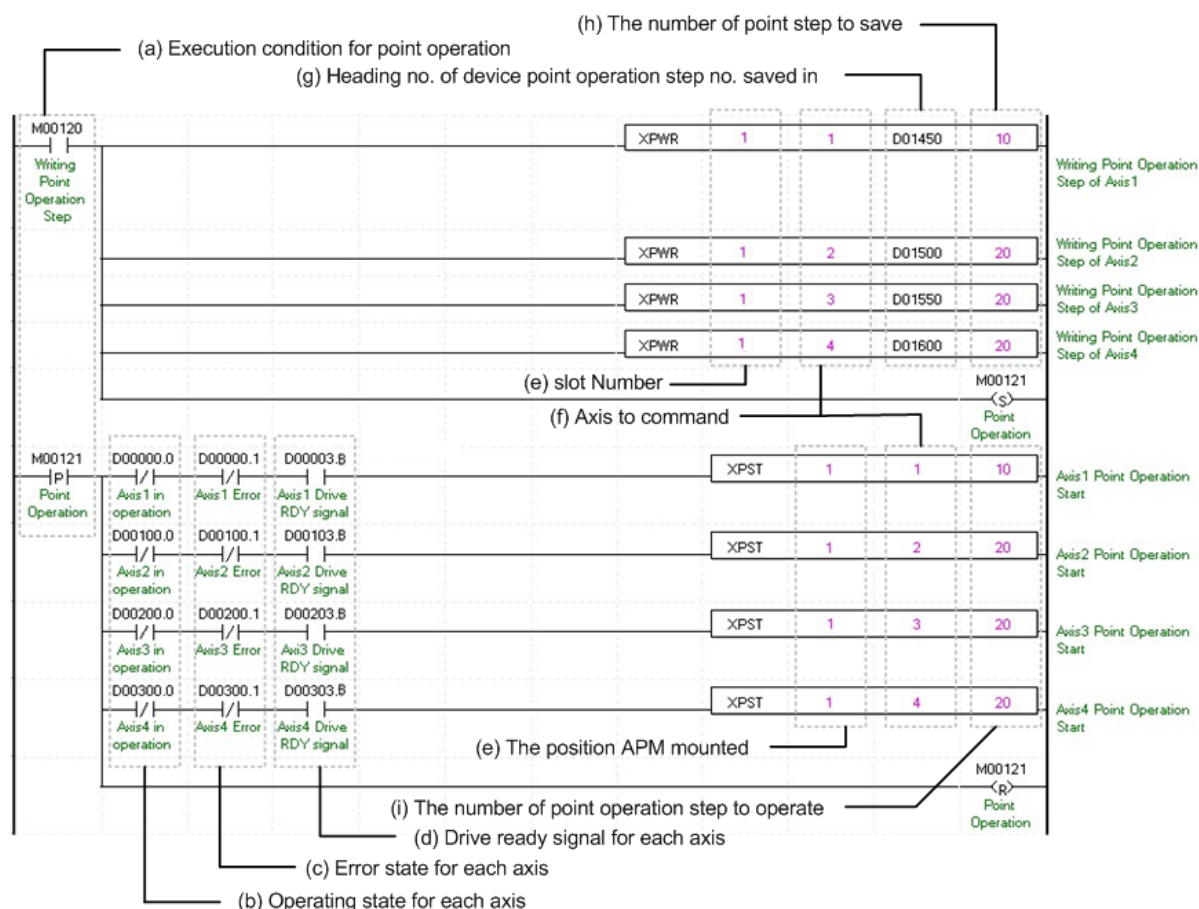 (h) The number of point step to save
(a) Execution condition for point operation
(g) Heading no. of device point operation step no. saved in
M00120
Writing
Point
Operation
Step
XPWR 1 1 D01450 10
Writing Point Operation
Step of Axis1
XPWR 1 2 D01500 20
Writing Point Operation
Step of Axis2
XPWR 1 3 D01550 20
Writing Point Operation
Step of Axis3
XPWR 1 4 D01600 20
Writing Point Operation
Step of Axis4
(e) slot Number
M00121
S
Point
Operation
(f) Axis to command
M00121
P
Point
Operation
D00000.0
Axis1 in
operation
D00000.1
Axis1 Error
D00003.B
Axis1 Drive
RDY signal
XPST 1 1 10
Axis1 Point Operation
Start
D00100.0
Axis2 in
operation
D00100.1
Axis2 Error
D00103.B
Axis2 Drive
RDY signal
XPST 1 2 20
Axis2 Point Operation
Start
D00200.0
Axis3 in
operation
D00200.1
Axis3 Error
D00203.B
Axi3 Drive
RDY signal
XPST 1 3 20
Axis3 Point Operation
Start
D00300.0
Axis4 in
operation
D00300.1
Axis4 Error
D00303.B
Axis4 Drive
RDY signal
XPST 1 4 20
Axis4 Point Operation
Start
(e) The position APM mounted
M00121
R
Point
Operation
(i) The number of point operation step to operate
(d) Drive ready signal for each axis
(c) Error state for each axis
(b) Operating state for each axis